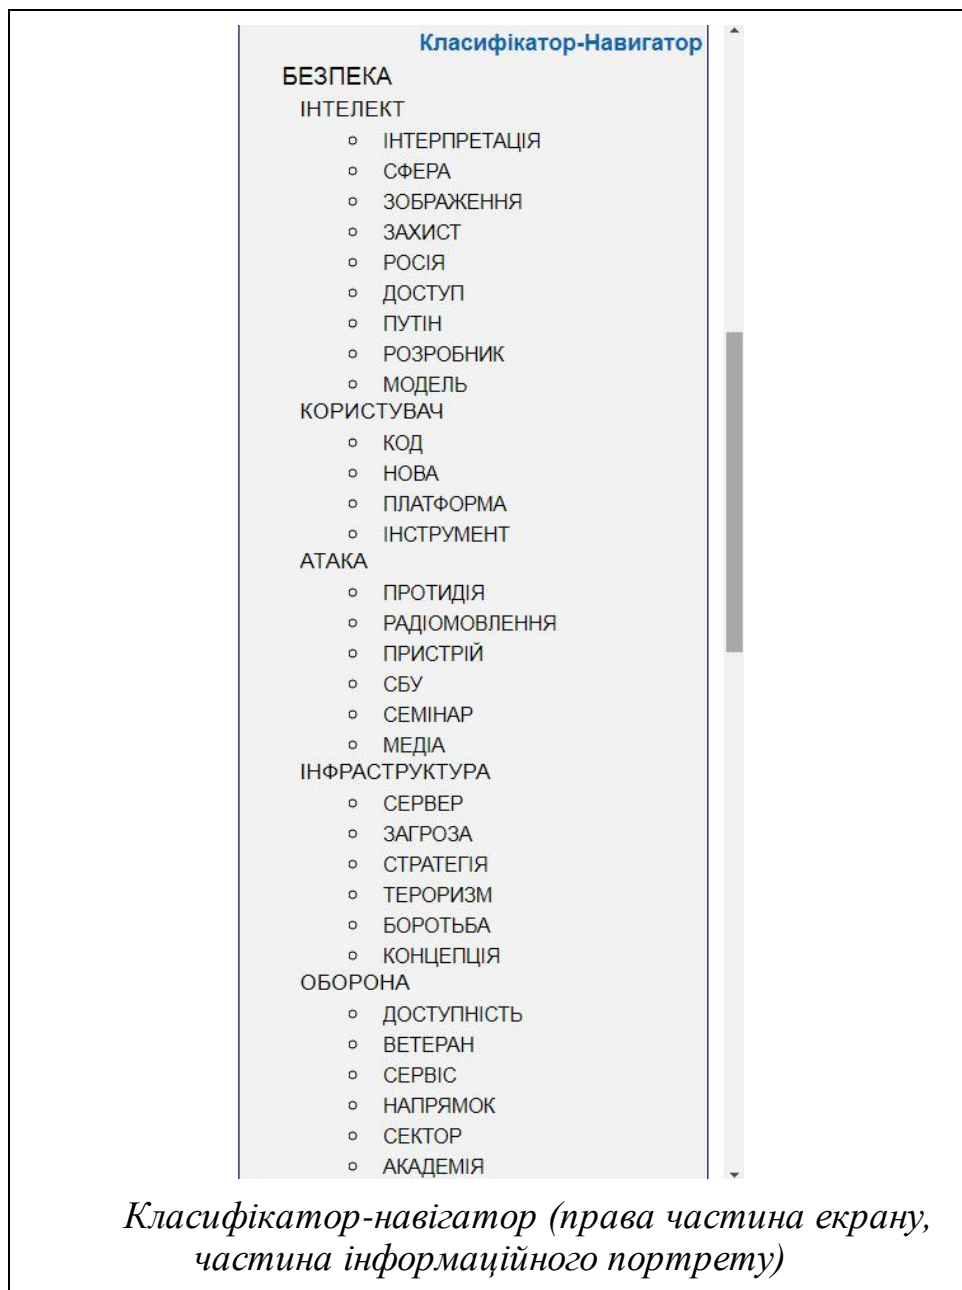 Класифікатор-Навигатор
БЕЗПЕКА
ІНТЕЛЕКТ
ІНТЕРПРЕТАЦІЯ
СФЕРА
ЗОБРАЖЕННЯ
ЗАХИСТ
РОСІЯ
ДОСТУП
ПУТІН
РОЗРОБНИК
МОДЕЛЬ
КОРИСТУВАЧ
КОД
НОВА
ПЛАТФОРМА
ІНСТРУМЕНТ
АТАКА
ПРОТИДІЯ
РАДІОМОВЛЕННЯ
ПРИСТРІЙ
СБУ
СЕМІНАР
МЕДІА
ІНФРАСТРУКТУРА
СЕРВЕР
ЗАГРОЗА
СТРАТЕГІЯ
ТЕРОРИЗМ
БОРОТЬБА
КОНЦЕПЦІЯ
ОБОРОНА
ДОСТУПНІСТЬ
ВЕТЕРАН
СЕРВІС
НАПРЯМОК
СЕКТОР
АКАДЕМІЯ
Класифікатор-навігатор (права частина екрану,
частина інформаційного портрету)